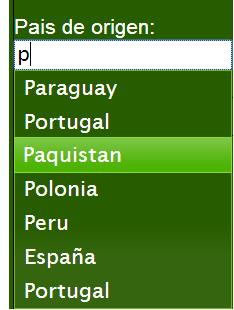 Pais de origen:
p
Paraguay
Portugal
Paquistan
Polonia
Peru
España
Portugal